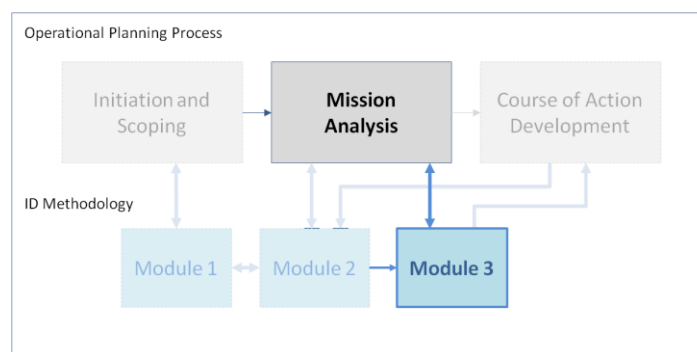 Operational Planning Process
Initiation and
Scoping
Mission
Analysis
Course of Action
Development
ID Methodology
Module 1
Module 2
Module 3